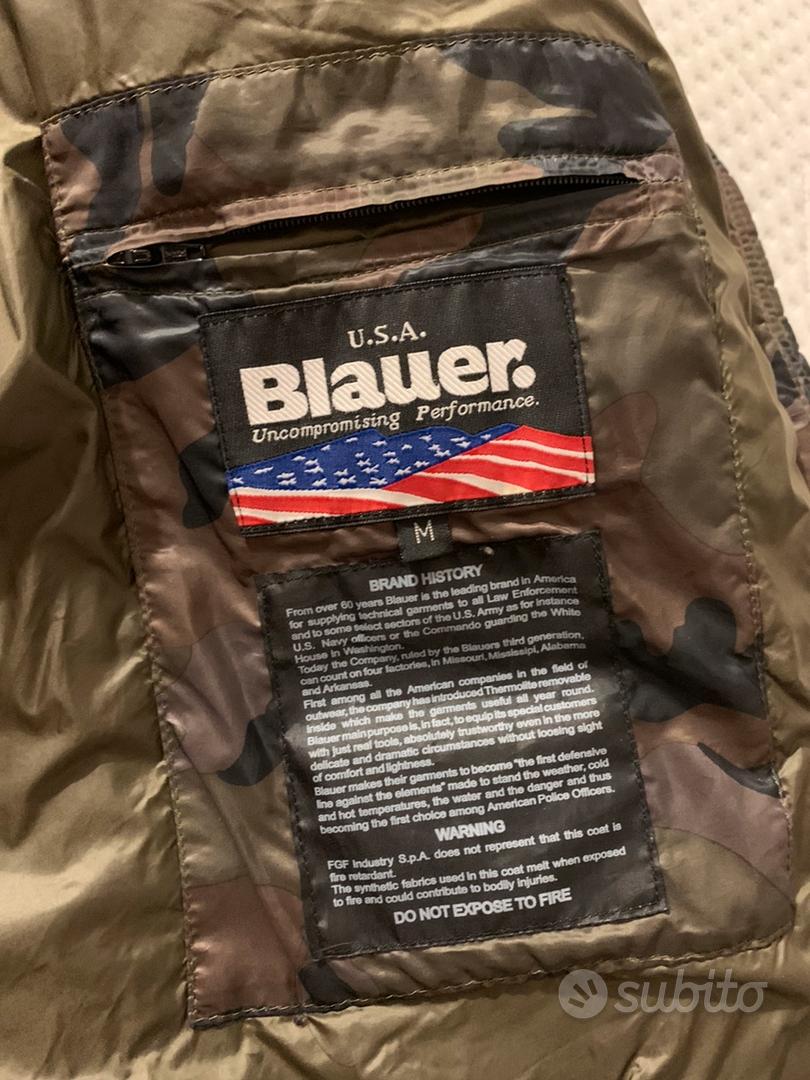 U.S.A.
Blauer.
Uncompromising Performance.
M
BRAND HISTORY
From over 60 years Blauer is the leading brand in America
for supplying technical garments to all Law Enforcement
and to some select sectors of the U.S. Army as for instance
U.S. Navy officers or the Commando guarding the White
House in Washington.
Today the Company, ruled by the Blauers third generation,
can count on four factories, in Missouri, Mississipi, Alabama
and Arkansas.
First among all the American companies in the field of
outwear, the company has introduced Thermolite removable
inside which make the garments useful all year round.
Blauer main purpose is, in fact, to equip its special customers
with just real tools, absolutely trustworthy even in the more
delicate and dramatic circumstances without loosing sight
of comfort and lightness.
Blauer makes their garments to become "the first defensive
line against the elements" made to stand the weather, cold
and hot temperatures, the water and the danger and thus
becoming the first choice among American Police Officers.
WARNING
FGF Industry S.p.A. does not represent that this coat is
fire retardant.
The synthetic fabrics used in this coat melt when exposed
to fire and could contribute to bodily injuries.
DO NOT EXPOSE TO FIRE
subito